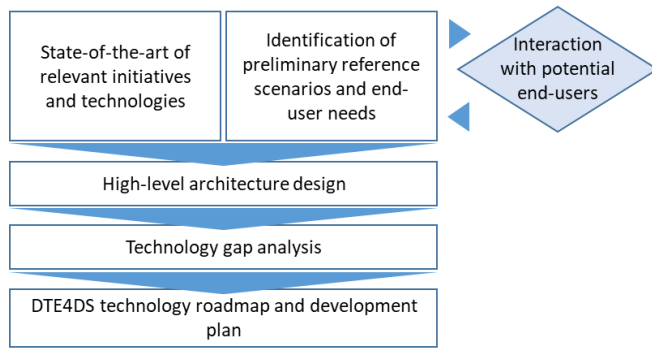 State-of-the-art of
relevant initiatives
and technologies
Identification of
preliminary reference
scenarios and end-
user needs
Interaction
with potential
end-users
High-level architecture design
Technology gap analysis
DTE4DS technology roadmap and development
plan